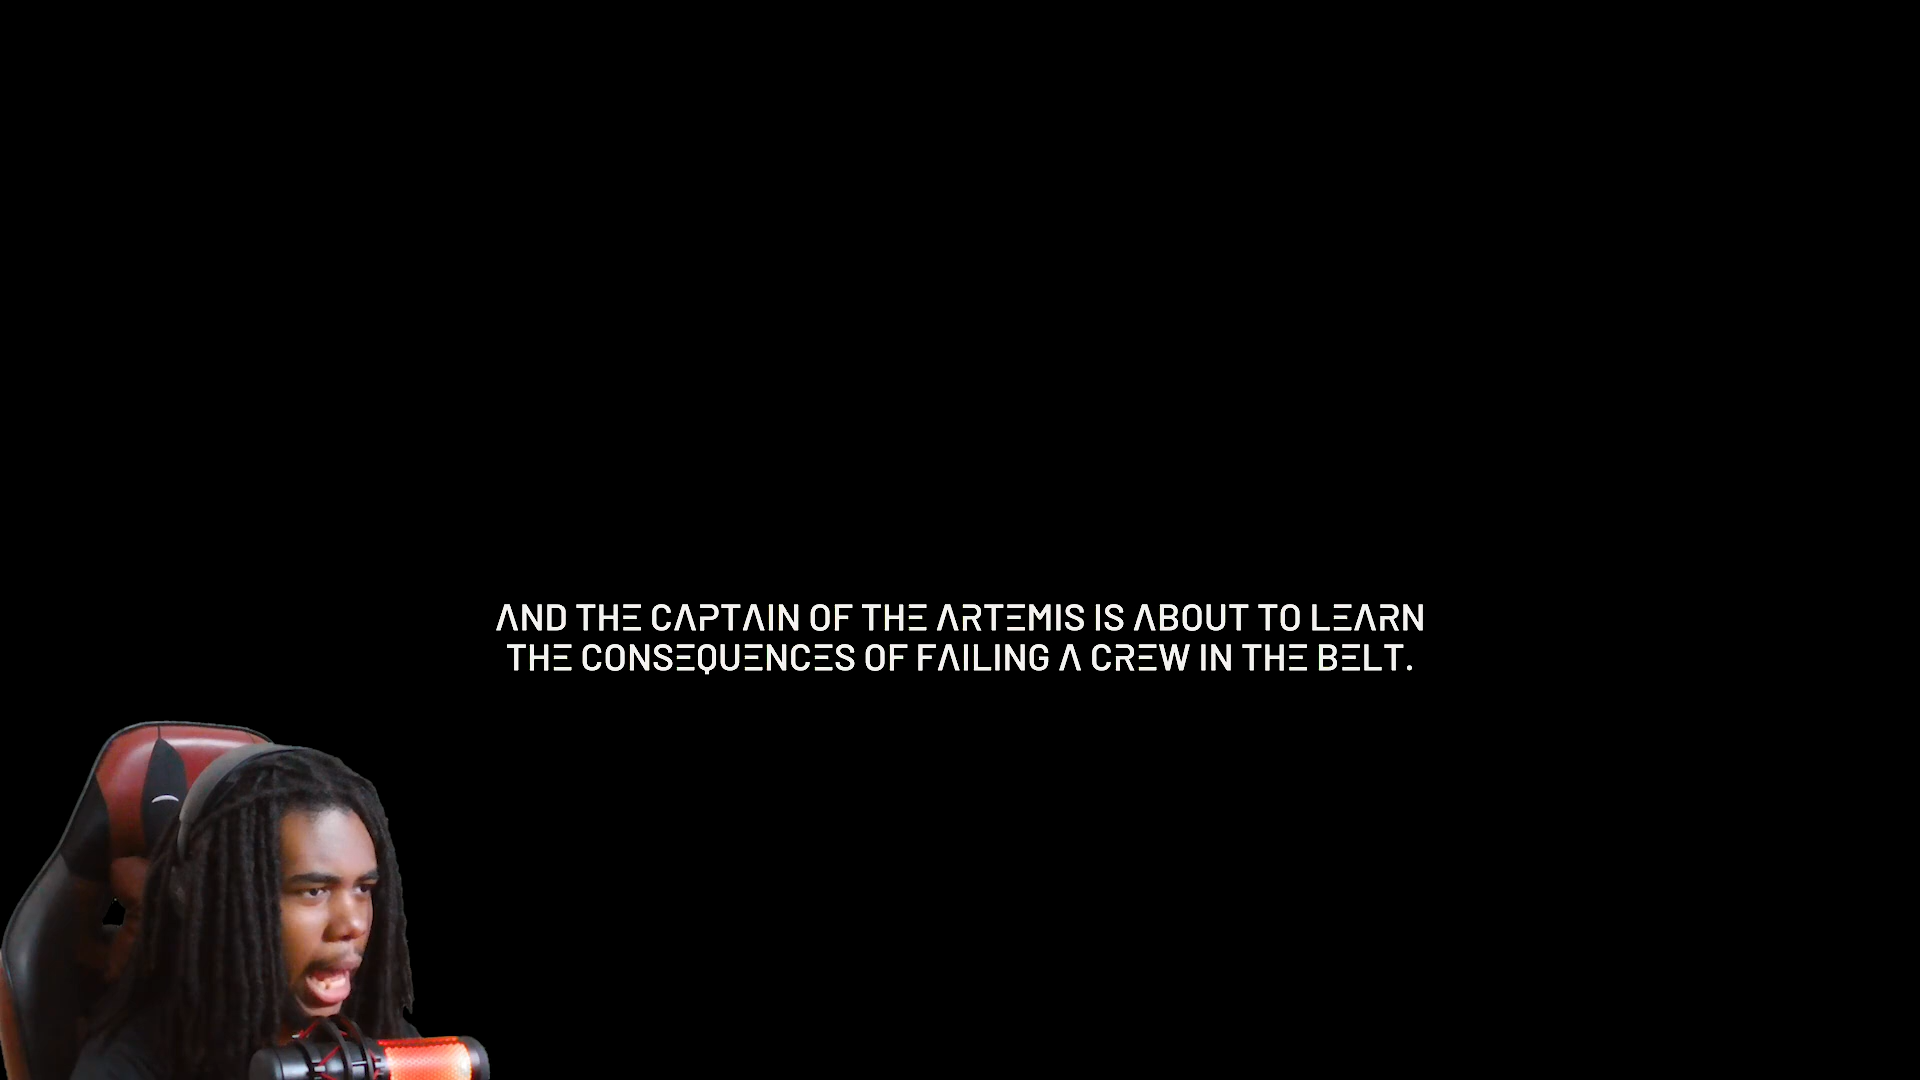 AND THE CAPTAIN OF THE ARTEMIS IS ABOUT TO LEARN
THE CONSEQUENCES OF FAILING A CREW IN THE BELT.